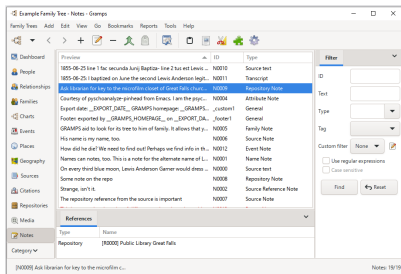 Example Family Tree - Notes - Gramps
Family Trees Add Edit View Go Bookmarks Reports Tools Help
Dashboard
People
Relationships
Families
Charts
Events
Places
Geography
Sources
Citations
Repositories
Media
Notes
Category
Preview ID Type
1855-06-25 line 1 fac secunda Junij Baptiza- line 2 tus est Lewis ... N0010 Source text
1855-06-25 I baptized on June the second Lewis Anderson legit... N0011 Transcript
Ask librarian for key to the microfilm closet of Great Falls churc... N0009 Repository Note
Courtesy of pyschoanalyze-pinhead from Emacs. I am the psyc... N0004 Attribute Note
Export date: __EXPORT_DATE__ GRAMPS homepage: __GRAM... _custom1 General
Footer exported by __GRAMPS_HOMEPAGE__ on __EXPORT_DA... _footer1 General
GRAMPS ad to look for its tree to him of family. It allows that y... N0005 Family Note
His name is my name, too. N0006 Source Note
How did he die? We need to find out! Perhaps we find info in th... N0012 Event Note
Names can notes, too. This is a note for the alternate name of L... N0001 Name Note
On every third blue moon, Lewis Anderson Garner would dress ... N0000 Source text
Some note on the repo N0008 Repository Note
Strange, isn't it. N0002 Source Reference Note
The repository reference from the source is important N0007 Source Note
References
Type Name
Repository [R0000] Public Library Great Falls
Filter
ID
Text
Type
Tag
Custom filter None
Use regular expressions
Case sensitive
Find Reset
[N0009] Ask librarian for key to the microfilm c...
Notes: 19/19